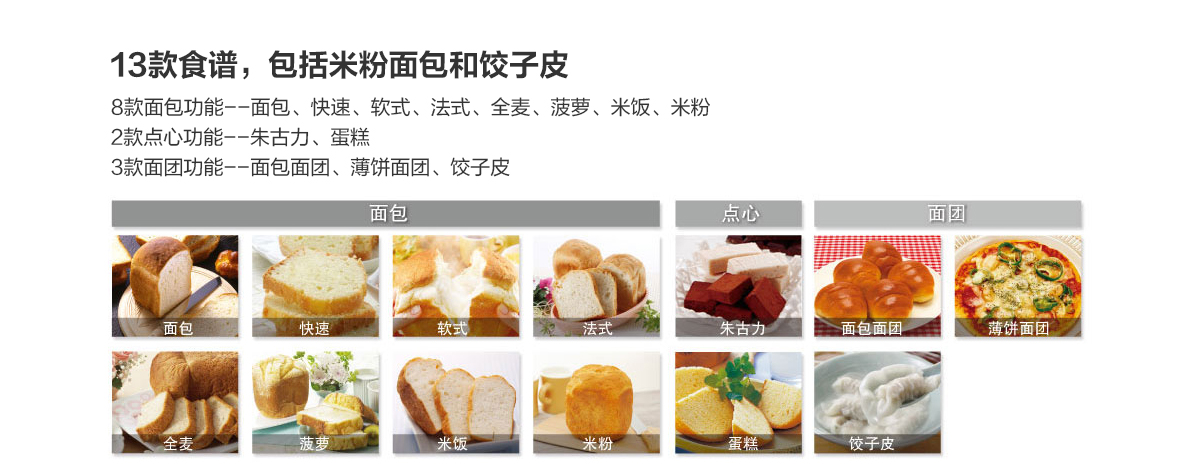 13款食谱，包括米粉面包和饺子皮
8款面包功能--面包、快速、软式、法式、全麦、菠萝、米饭、米粉
2款点心功能--朱古力、蛋糕
3款面团功能--面包面团、薄饼面团、饺子皮
面包 点心 面团
面包 快速 软式 法式 朱古力 面包面团 薄饼面团
全麦 菠萝 米饭 米粉 蛋糕 饺子皮